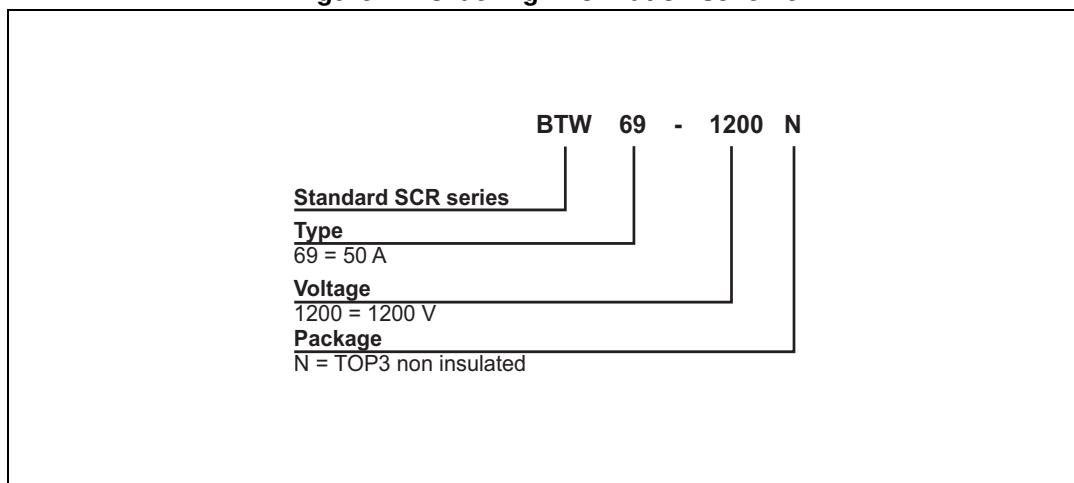 BTW 69 - 1200 N
Standard SCR series
Type
69 = 50 A
Voltage
1200 = 1200 V
Package
N = TOP3 non insulated